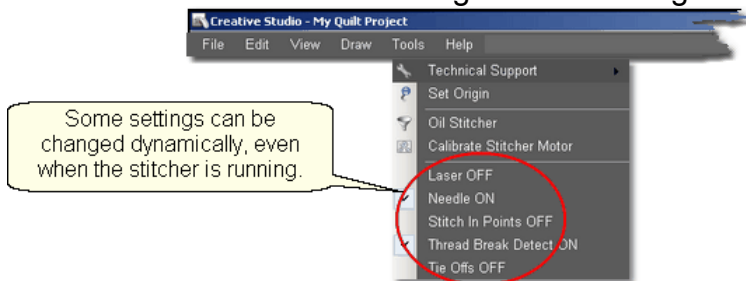 Creative Studio - My Quilt Project
File Edit View Draw Tools Help
Technical Support
Set Origin
Oil Stitcher
Calibrate Stitcher Motor
Some settings can be
changed dynamically, even
when the stitcher is running.
Laser OFF
Needle ON
Stitch In Points OFF
Thread Break Detect ON
Tie Offs OFF